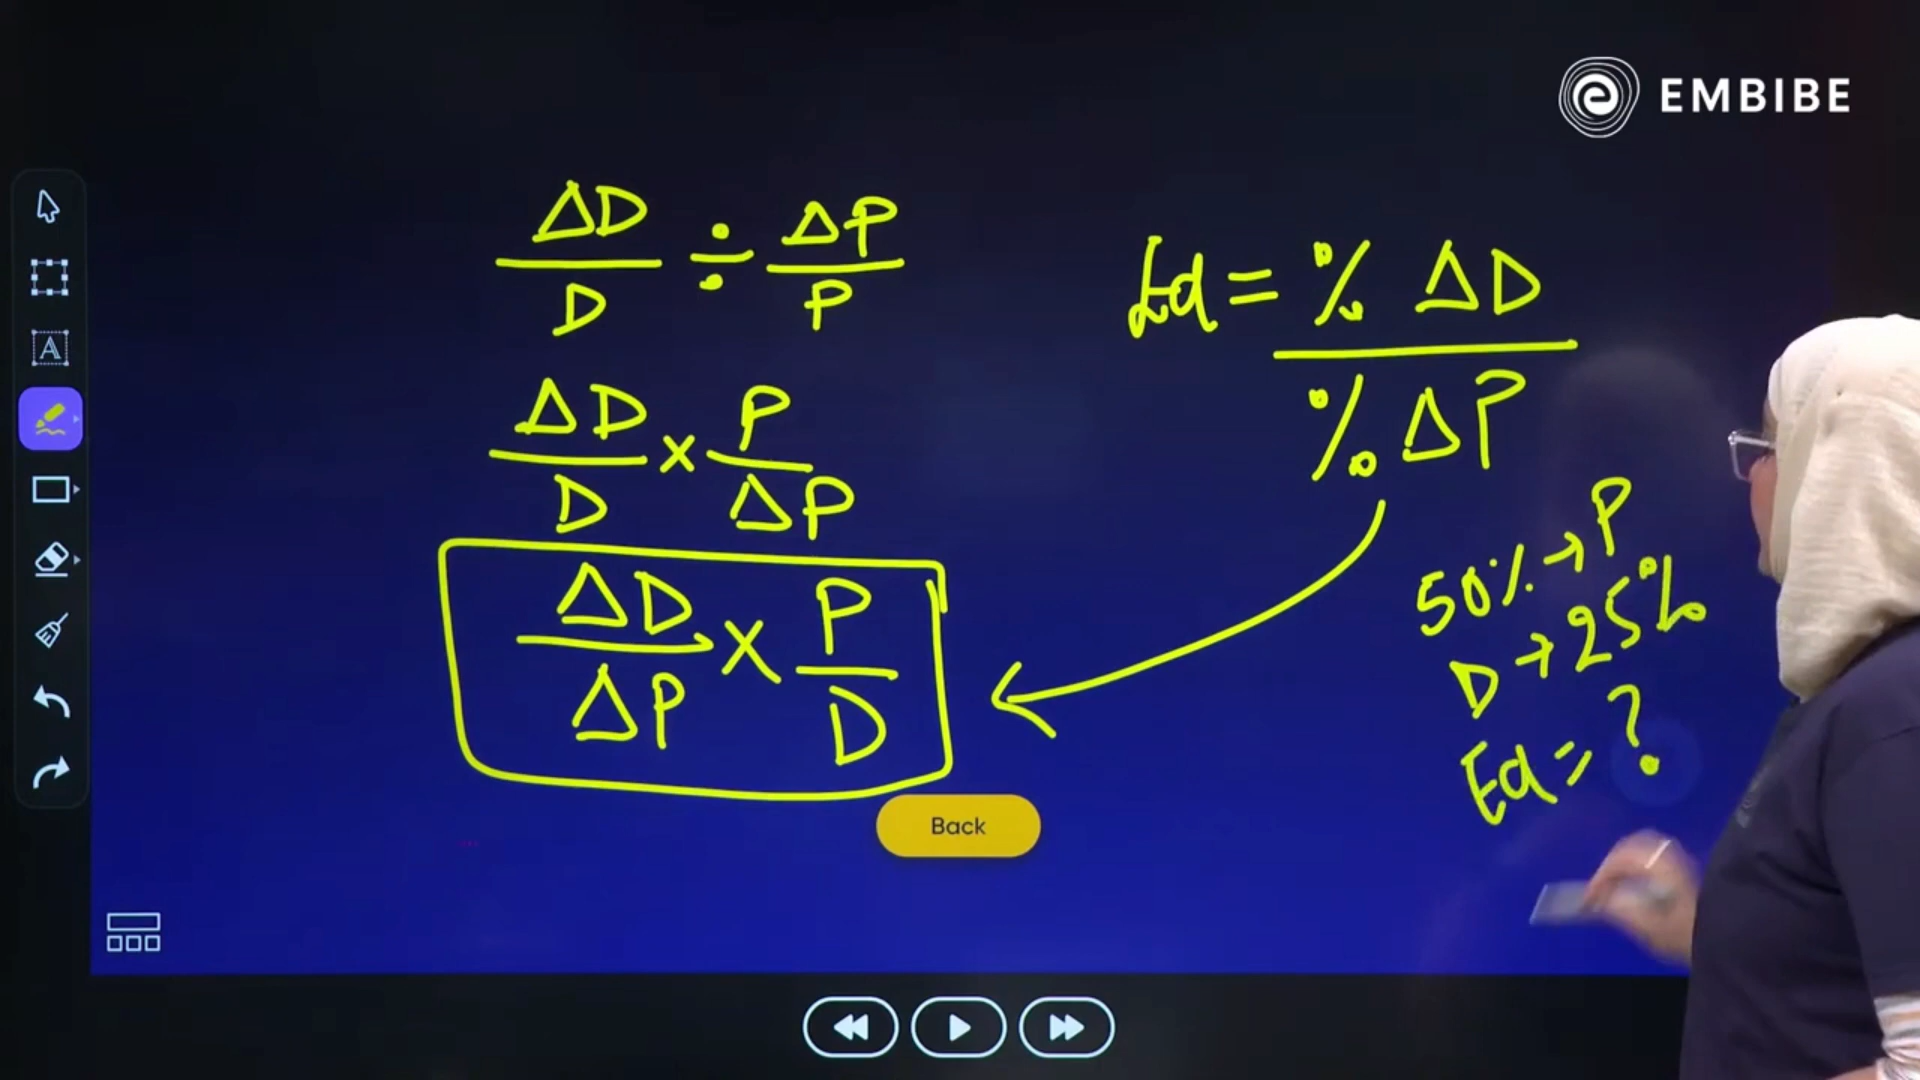 EMBIBE
ΔD/D ÷ ΔP/P
ΔD/D × P/ΔP
ΔD/ΔP × P/D
Ed = % ΔD / % ΔP
50% → P
D → 25%
Ed = ?
Back